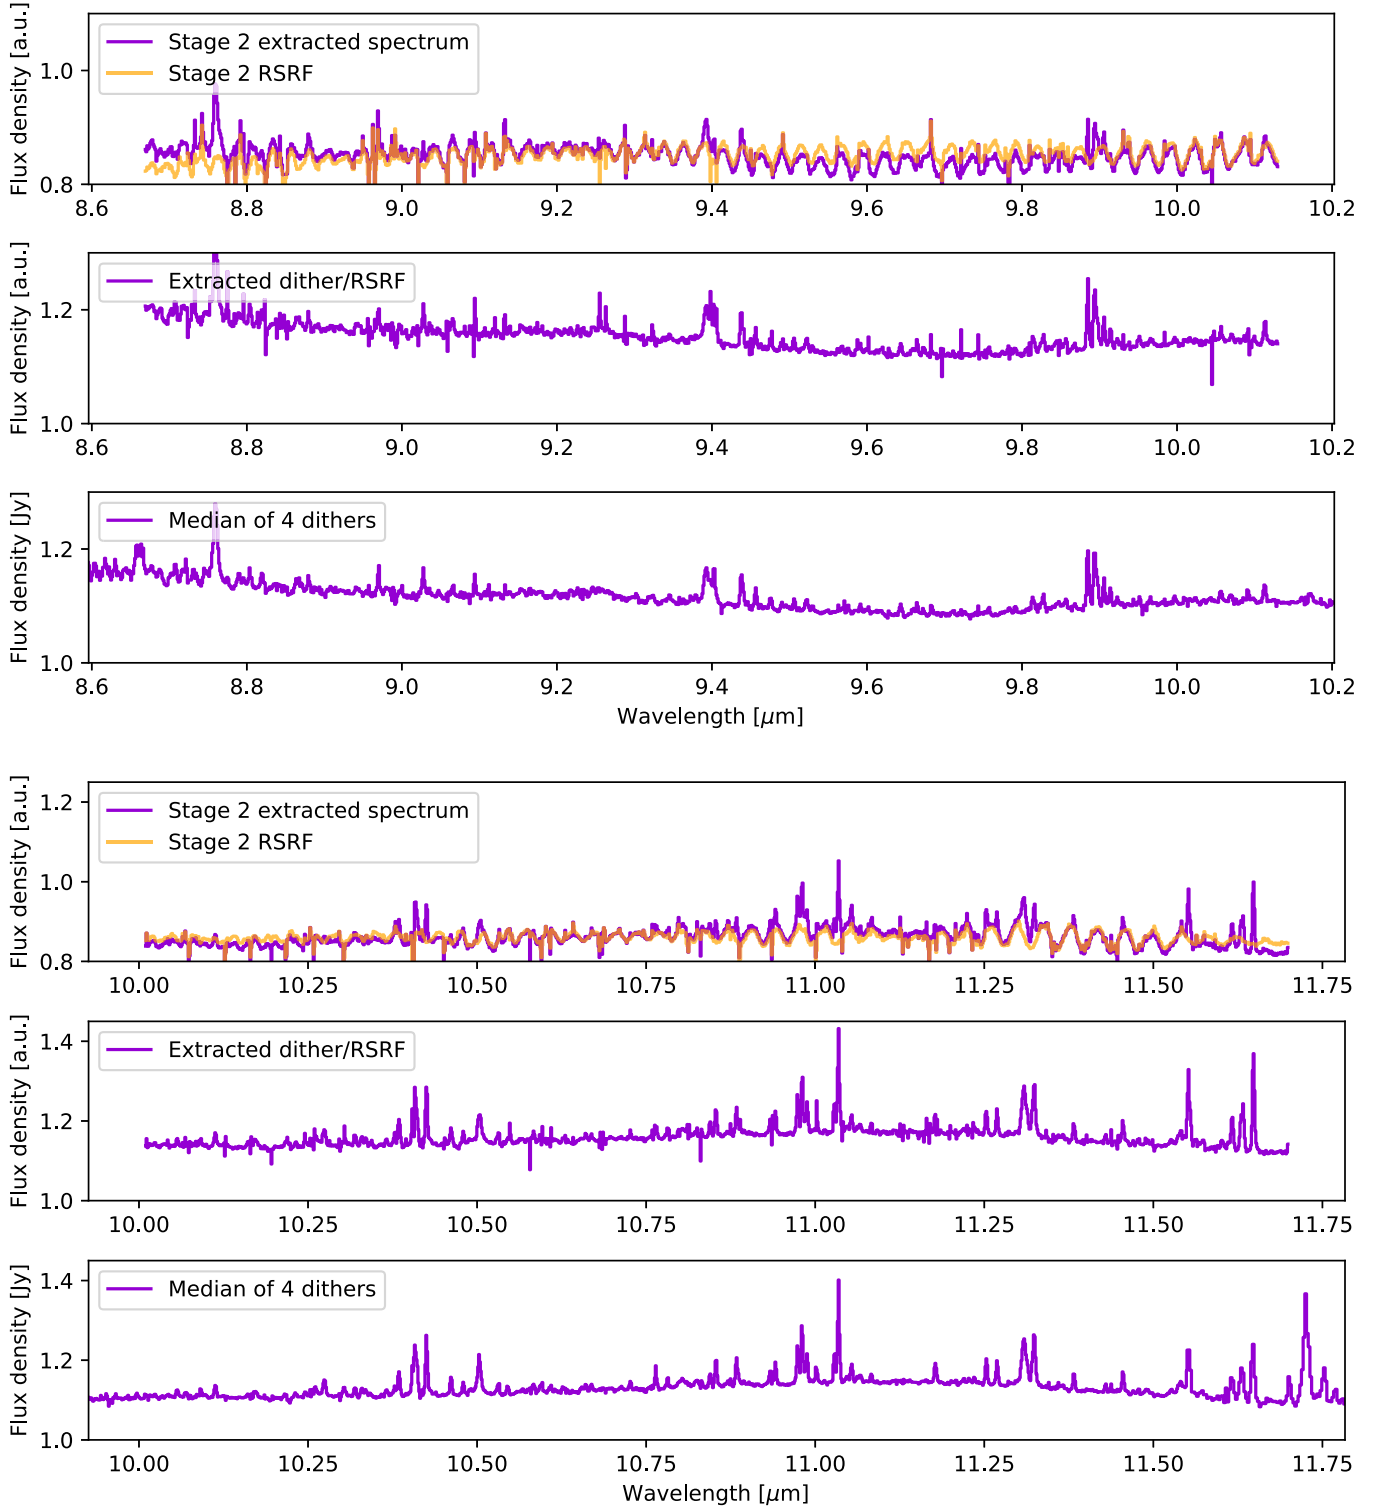 Flux density [a.u.]
1.0
0.8
Stage 2 extracted spectrum
Stage 2 RSRF
8.6 8.8 9.0 9.2 9.4 9.6 9.8 10.0 10.2
Flux density [a.u.]
1.2
1.0
Extracted dither/RSRF
8.6 8.8 9.0 9.2 9.4 9.6 9.8 10.0 10.2
Flux density [Jy]
1.2
1.0
Median of 4 dithers
8.6 8.8 9.0 9.2 9.4 9.6 9.8 10.0 10.2
Wavelength [μm]
Flux density [a.u.]
1.2
1.0
0.8
Stage 2 extracted spectrum
Stage 2 RSRF
10.00 10.25 10.50 10.75 11.00 11.25 11.50 11.75
Flux density [a.u.]
1.4
1.2
1.0
Extracted dither/RSRF
10.00 10.25 10.50 10.75 11.00 11.25 11.50 11.75
Flux density [Jy]
1.4
1.2
1.0
Median of 4 dithers
10.00 10.25 10.50 10.75 11.00 11.25 11.50 11.75
Wavelength [μm]